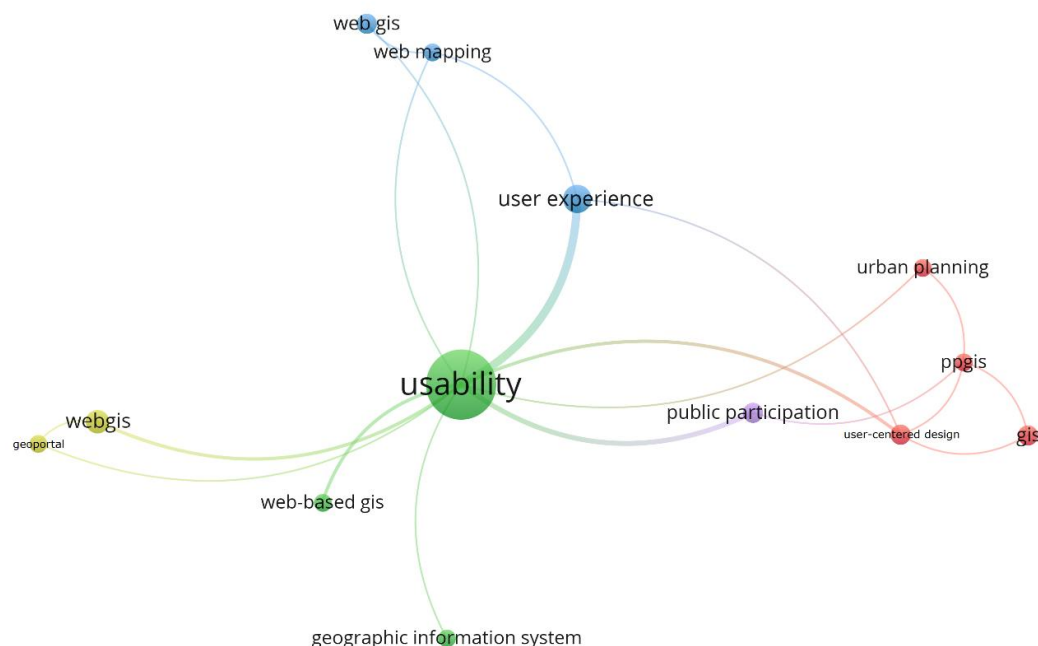 web gis
web mapping
user experience
urban planning
ppgis
usability
public participation
webgis
user-centered design
gis
geoportal
web-based gis
geographic information system